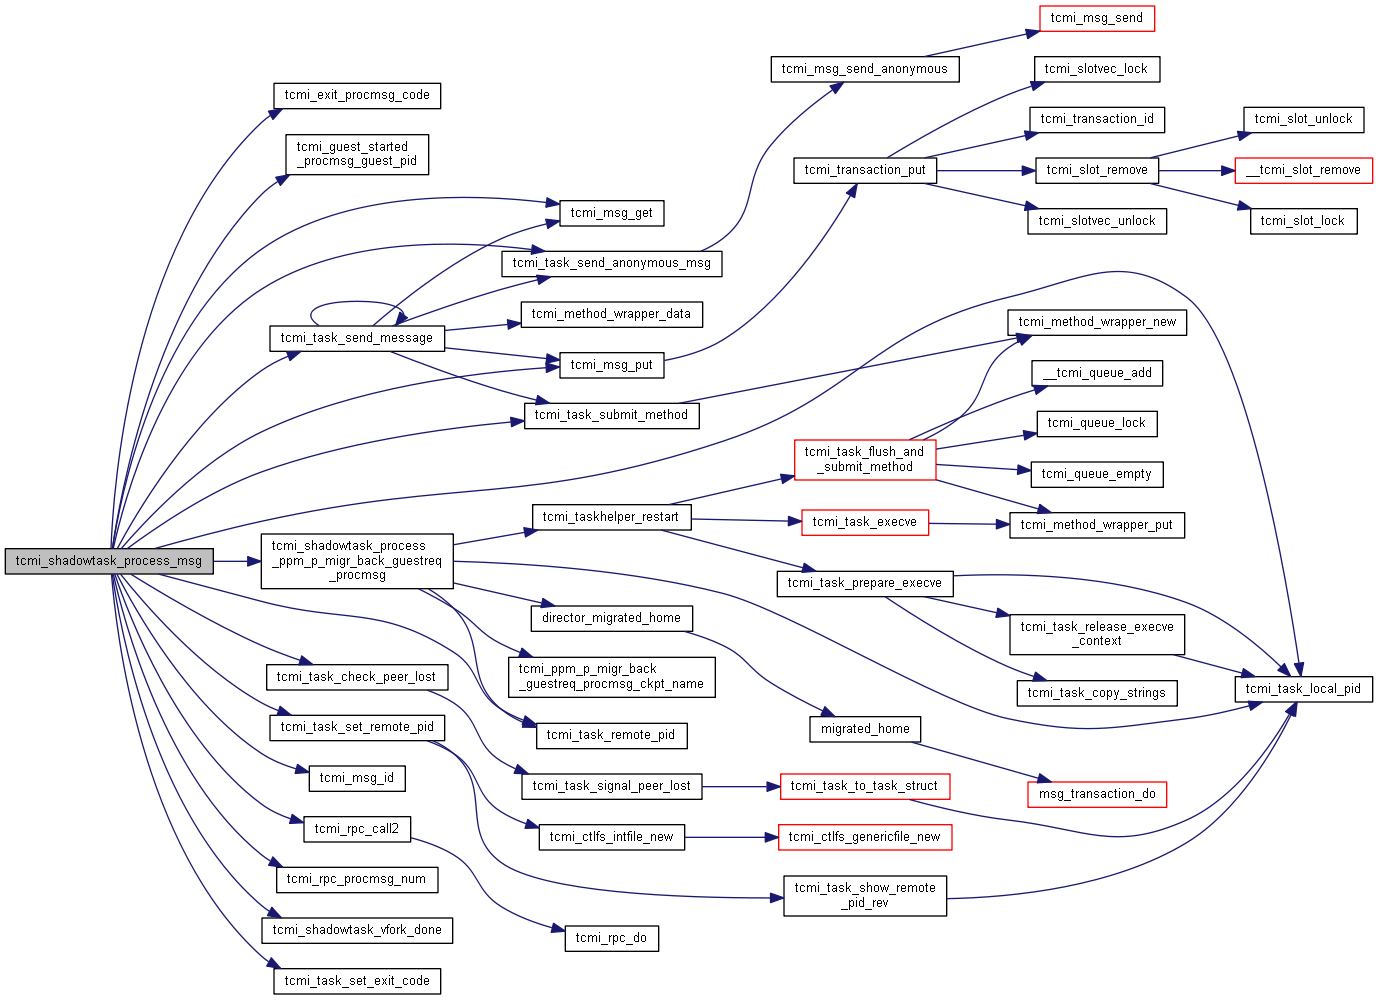 tcmi_msg_send
tcmi_msg_send_anonymous
tcmi_slotvec_lock
tcmi_exit_procmsg_code
tcmi_transaction_id
tcmi_slot_unlock
tcmi_guest_started
_procmsg_guest_pid
tcmi_transaction_put
tcmi_slot_remove
__tcmi_slot_remove
tcmi_msg_get
tcmi_slotvec_unlock
tcmi_slot_lock
tcmi_task_send_anonymous_msg
tcmi_method_wrapper_data
tcmi_method_wrapper_new
tcmi_task_send_message
tcmi_msg_put
__tcmi_queue_add
tcmi_task_submit_method
tcmi_queue_lock
tcmi_task_flush_and
_submit_method
tcmi_queue_empty
tcmi_taskhelper_restart
tcmi_task_execve
tcmi_method_wrapper_put
tcmi_shadowtask_process_msg
tcmi_shadowtask_process
_ppm_p_migr_back_guestreq
_procmsg
tcmi_task_prepare_execve
director_migrated_home
tcmi_task_release_execve
_context
tcmi_task_check_peer_lost
tcmi_ppm_p_migr_back
_guestreq_procmsg_ckpt_name
tcmi_task_copy_strings
tcmi_task_local_pid
tcmi_task_set_remote_pid
tcmi_task_remote_pid
migrated_home
tcmi_msg_id
tcmi_task_signal_peer_lost
tcmi_task_to_task_struct
msg_transaction_do
tcmi_rpc_call2
tcmi_ctlfs_intfile_new
tcmi_ctlfs_genericfile_new
tcmi_rpc_procmsg_num
tcmi_task_show_remote
_pid_rev
tcmi_shadowtask_vfork_done
tcmi_rpc_do
tcmi_task_set_exit_code